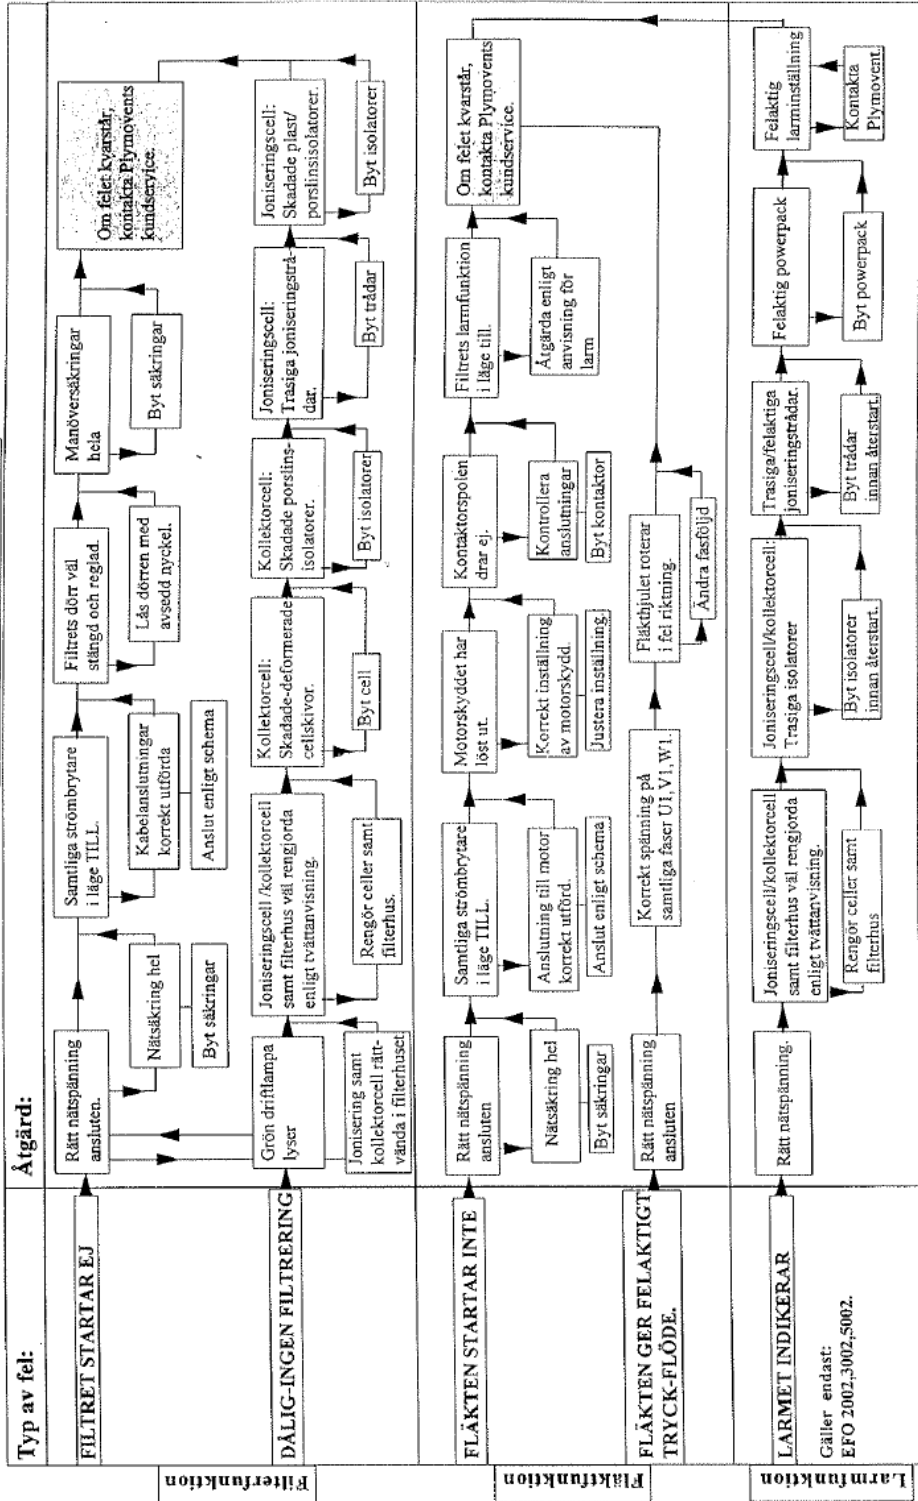 Typ av fel:
Åtgärd:
Filterfunktion
FILTRET STARTAR EJ
Rätt nätspänning
ansluten.
Nätsäkring hel
Byt säkringar
Samtliga strömbrytare
i läge TILL.
Kabelanslutningar
korrekt utförda
Anslut enligt schema
Filtrets dörr väl
stängd och reglad.
Lås dörren med
avsedd nyckel.
Manöversäkringar
hela
Byt säkringar
Om felet kvarstår,
kontakta Plymovents
kundservice.
DÅLIG-INGEN FILTRERING
Grön driftlampa
lyser
Jonisering samt
kollektorcell rätt-
vända i filterhuset
Joniseringscell /kollektorcell
samt filterhus väl rengjorda
enligt tvättanvisning.
Rengör celler samt
filterhus.
Kollektorcell:
Skadade-deformerade
cellskivor.
Byt cell
Kollektorcell:
Skadade porslins-
isolatorer.
Byt isolatorer
Joniseringscell:
Trasiga joniseringstrå-
dar.
Byt trådar
Joniseringscell:
Skadade plast/
porslinsisolatorer.
Byt isolatorer
Fläktfunktion
FLÄKTEN STARTAR INTE
Rätt nätspänning
ansluten
Nätsäkring hel
Byt säkringar
Samtliga strömbrytare
i läge TILL.
Anslutning till motor
korrekt utförd.
Anslut enligt schema
Motorskyddet har
löst ut.
Korrekt inställning
av motorskydd.
Justera inställning.
Kontaktorspolen
drar ej.
Kontrollera
anslutningar
Byt kontaktor
Filtrets larmfunktion
i läge till.
Åtgärda enligt
anvisning för
larm
Om felet kvarstår,
kontakta Plymovents
kundservice.
FLÄKTEN GER FELAKTIGT
TRYCK-FLÖDE.
Rätt nätspänning
ansluten
Korrekt spänning på
samtliga faser U1,V1,W1.
Fläkthjulet roterar
i fel riktning.
Ändra fasföljd
Larmfunktion
LARMET INDIKERAR
Gäller endast:
EFO 2002,3002,5002.
Rätt nätspänning.
Joniseringscell/kollektorcell
samt filterhus väl rengjorda
enligt tvättanvisning.
Rengör celler samt
filterhus
Joniseringscell/kollektorcell:
Trasiga isolatorer
Byt isolatorer
innan återstart.
Trasiga/felaktiga
joniseringstrådar.
Byt trådar
innan återstart.
Felaktig powerpack
Byt powerpack
Felaktig
larminställning
Kontakta
Plymovent.